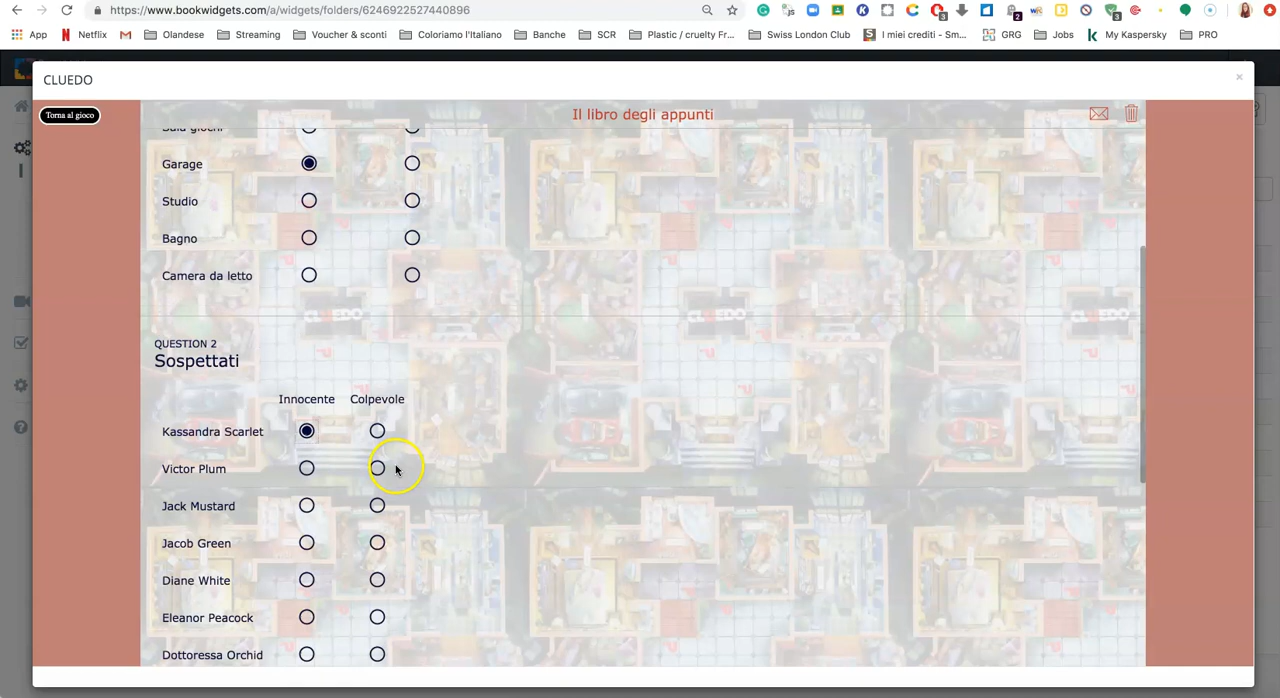 https://www.bookwidgets.com/a/widgets/folders/6246922527440896
App Netflix Olandese Streaming Voucher & sconti Coloriamo l'Italiano Banche SCR Plastic / cruelty Fr... Swiss London Club I miei crediti - Sm... GRG Jobs My Kaspersky PRO
CLUEDO
Torna al gioco
Il libro degli appunti
Sala giochi
Garage
Studio
Bagno
Camera da letto
QUESTION 2
Sospettati
Innocente Colpevole
Kassandra Scarlet
Victor Plum
Jack Mustard
Jacob Green
Diane White
Eleanor Peacock
Dottoressa Orchid